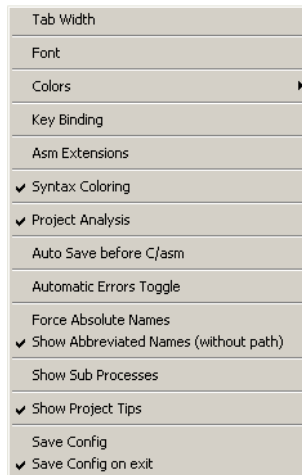 Tab Width
Font
Colors
Key Binding
Asm Extensions
Syntax Coloring
Project Analysis
Auto Save before C/asm
Automatic Errors Toggle
Force Absolute Names
Show Abbreviated Names (without path)
Show Sub Processes
Show Project Tips
Save Config
Save Config on exit